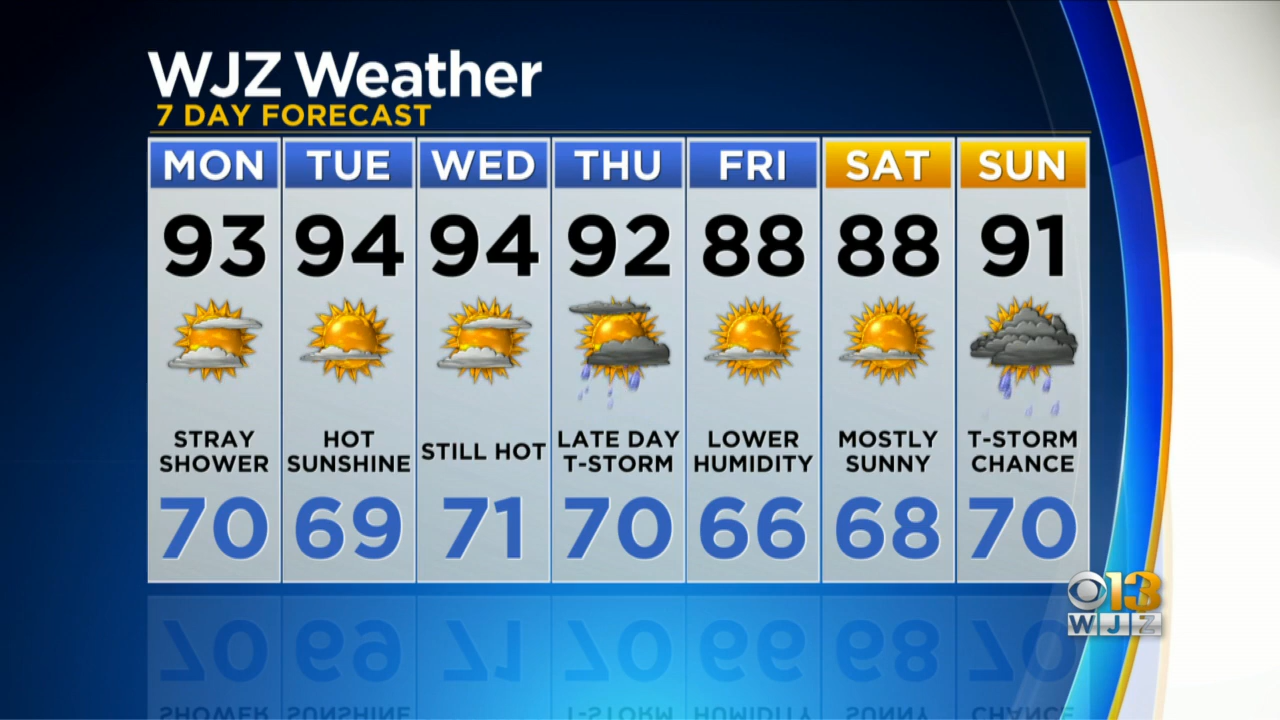 WJZ Weather
7 DAY FORECAST
MON TUE WED THU FRI SAT SUN
93 94 94 92 88 88 91
STRAY SHOWER
HOT SUNSHINE
STILL HOT
LATE DAY T-STORM
LOWER HUMIDITY
MOSTLY SUNNY
T-STORM CHANCE
70 69 71 70 66 68 70
13
WJZ